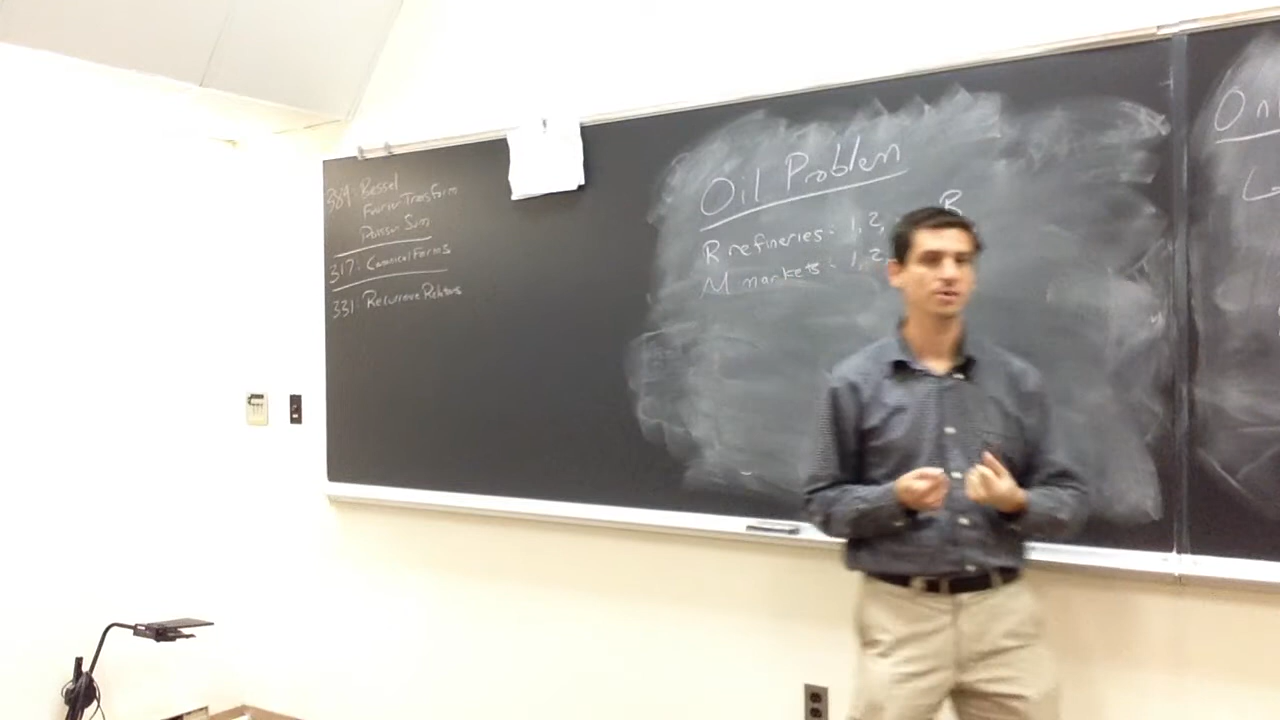 389: Bessel
Fourier Transform
Poisson Sum
317: Canonical Forms
331: Recurrence Relations
Oil Problem
R refineries: 1, 2, R
M markets: 1, 2,
On